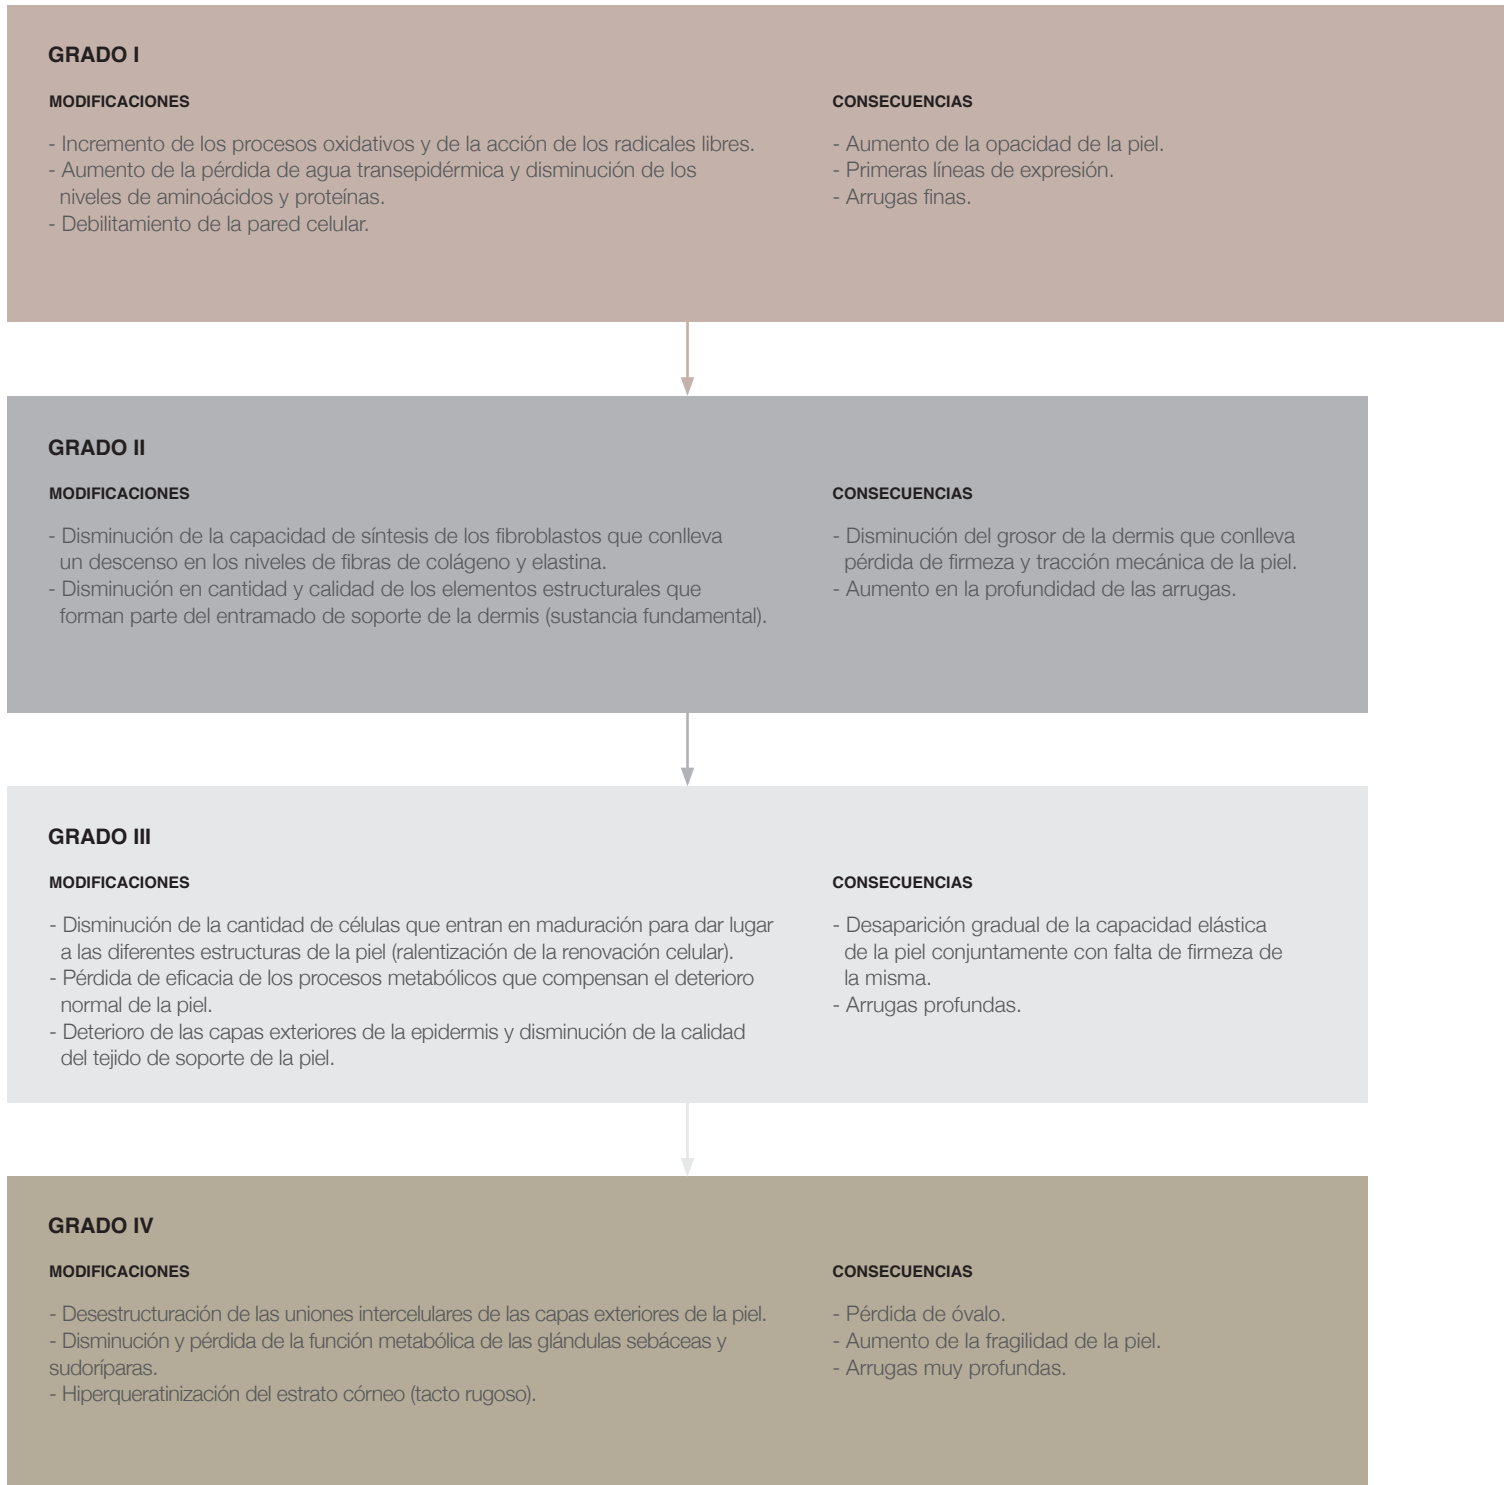 GRADO I
MODIFICACIONES
- Incremento de los procesos oxidativos y de la acción de los radicales libres.
- Aumento de la pérdida de agua transepidérmica y disminución de los
niveles de aminoácidos y proteínas.
- Debilitamiento de la pared celular.
CONSECUENCIAS
- Aumento de la opacidad de la piel.
- Primeras líneas de expresión.
- Arrugas finas.
GRADO II
MODIFICACIONES
- Disminución de la capacidad de síntesis de los fibroblastos que conlleva
un descenso en los niveles de fibras de colágeno y elastina.
- Disminución en cantidad y calidad de los elementos estructurales que
forman parte del entramado de soporte de la dermis (sustancia fundamental).
CONSECUENCIAS
- Disminución del grosor de la dermis que conlleva
pérdida de firmeza y tracción mecánica de la piel.
- Aumento en la profundidad de las arrugas.
GRADO III
MODIFICACIONES
- Disminución de la cantidad de células que entran en maduración para dar lugar
a las diferentes estructuras de la piel (ralentización de la renovación celular).
- Pérdida de eficacia de los procesos metabólicos que compensan el deterioro
normal de la piel.
- Deterioro de las capas exteriores de la epidermis y disminución de la calidad
del tejido de soporte de la piel.
CONSECUENCIAS
- Desaparición gradual de la capacidad elástica
de la piel conjuntamente con falta de firmeza de
la misma.
- Arrugas profundas.
GRADO IV
MODIFICACIONES
- Desestructuración de las uniones intercelulares de las capas exteriores de la piel.
- Disminución y pérdida de la función metabólica de las glándulas sebáceas y
sudoríparas.
- Hiperqueratinización del estrato córneo (tacto rugoso).
CONSECUENCIAS
- Pérdida de óvalo.
- Aumento de la fragilidad de la piel.
- Arrugas muy profundas.